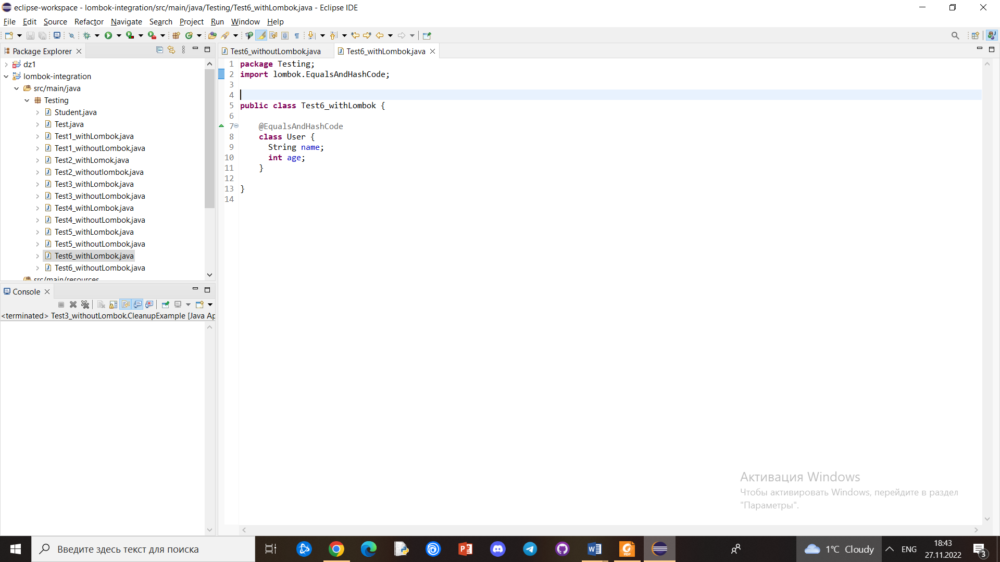 eclipse-workspace - lombok-integration/src/main/java/Testing/Test6_withLombok.java - Eclipse IDE
File Edit Source Refactor Navigate Search Project Run Window Help
Package Explorer
dz1
lombok-integration
src/main/java
Testing
Student.java
Test.java
Test1_withLombok.java
Test1_withoutLombok.java
Test2_withLomok.java
Test2_withoutlombok.java
Test3_withLombok.java
Test3_withoutLombok.java
Test4_withLombok.java
Test4_withoutLombok.java
Test5_withLombok.java
Test5_withoutLombok.java
Test6_withLombok.java
Test6_withoutLombok.java
src/main/resources
Console
<terminated> Test3_withoutLombok.CleanupExample [Java Ap
Test6_withoutLombok.java Test6_withLombok.java
1 package Testing;
2 import lombok.EqualsAndHashCode;
3
4
5 public class Test6_withLombok {
6
7 @EqualsAndHashCode
8 class User {
9 String name;
10 int age;
11 }
12
13 }
14
Активация Windows
Чтобы активировать Windows, перейдите в раздел
"Параметры".
Введите здесь текст для поиска
1°C Cloudy
ENG
18:43
27.11.2022
3